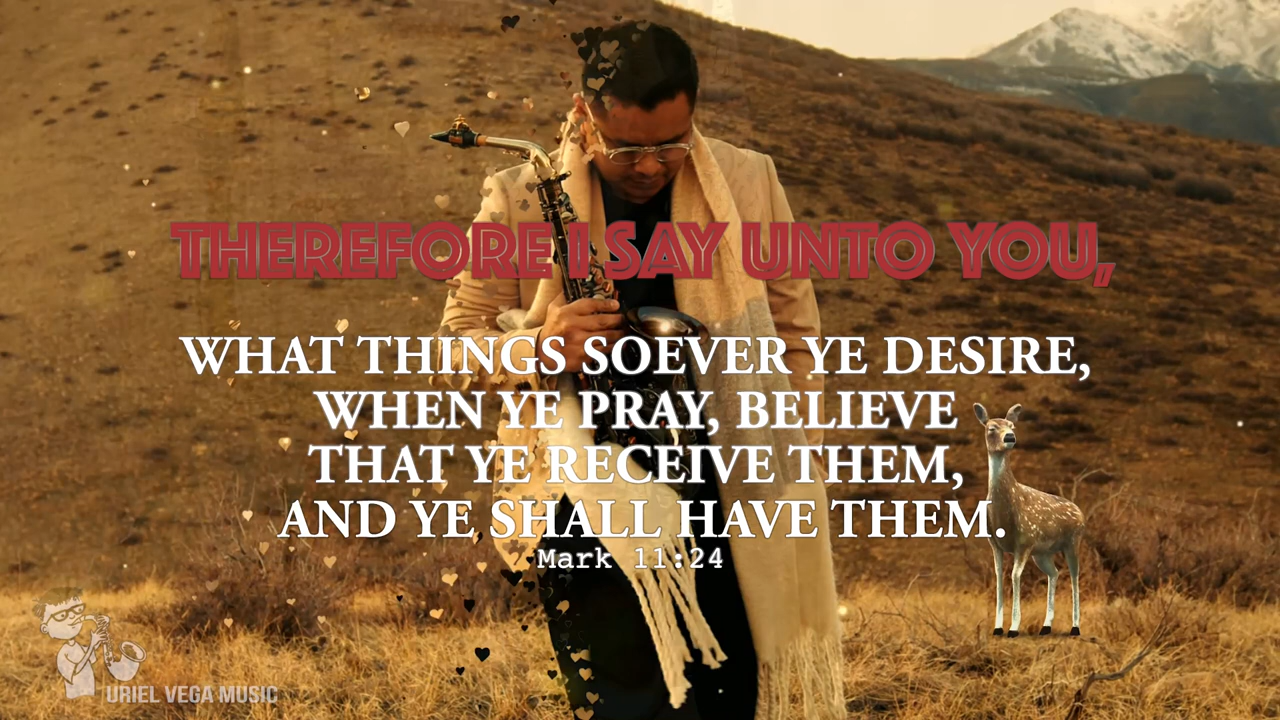 THEREFORE I SAY UNTO YOU,
WHAT THINGS SOEVER YE DESIRE,
WHEN YE PRAY, BELIEVE
THAT YE RECEIVE THEM,
AND YE SHALL HAVE THEM.
Mark 11:24
URIEL VEGA MUSIC